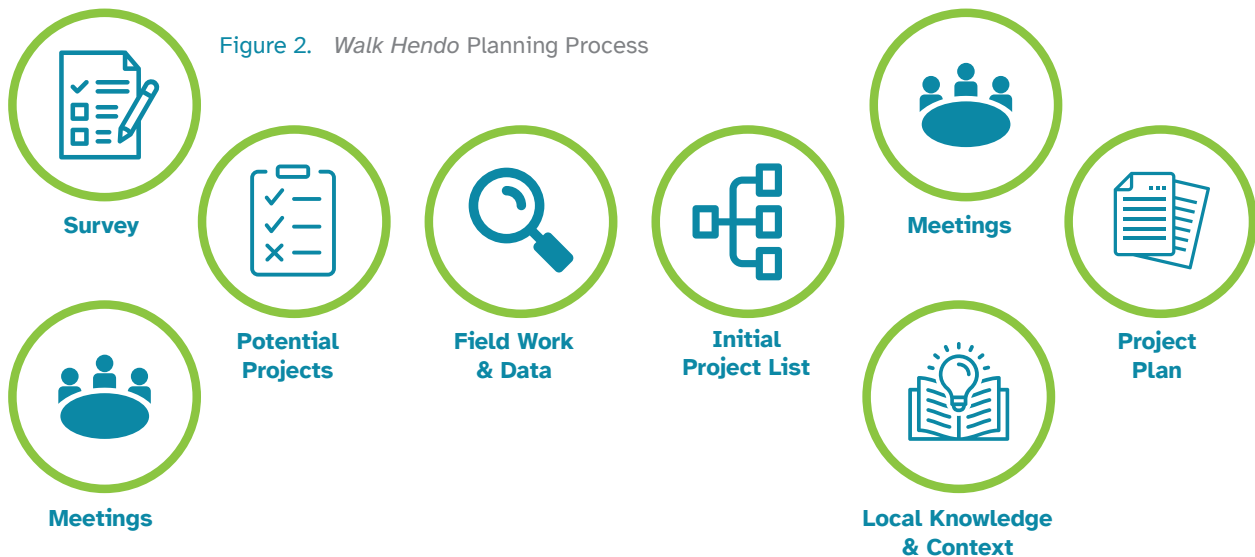 Figure 2. Walk Hendo Planning Process
Survey
Meetings
Potential
Projects
Field Work
& Data
Initial
Project List
Meetings
Local Knowledge
& Context
Project
Plan